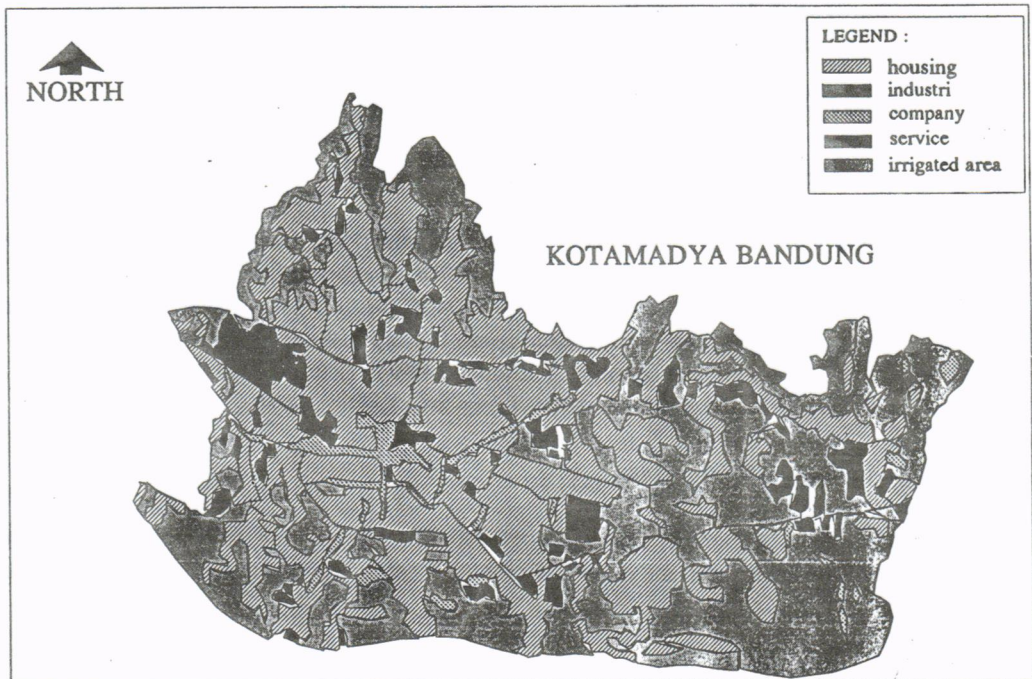 NORTH
KOTAMADYA BANDUNG
LEGEND :
housing
industri
company
service
irrigated area